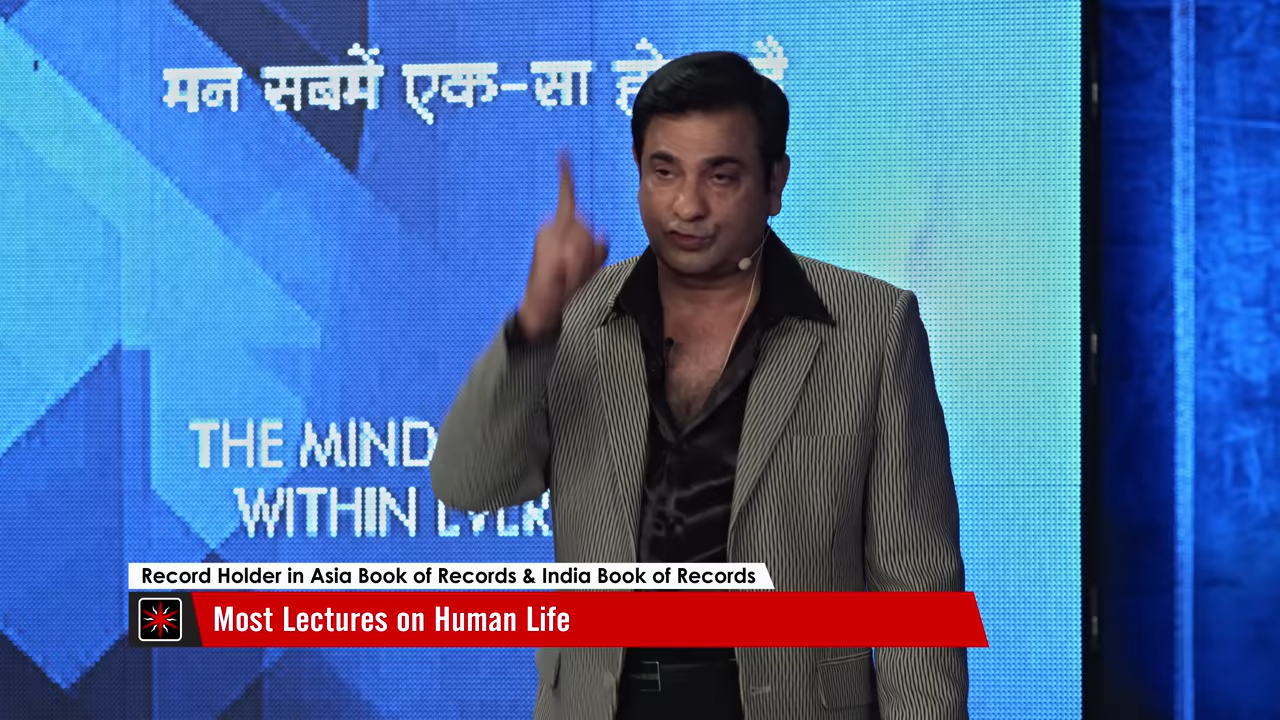 मन सबमें एक-सा
THE MIND
WITHIN
Record Holder in Asia Book of Records & India Book of Records
Most Lectures on Human Life